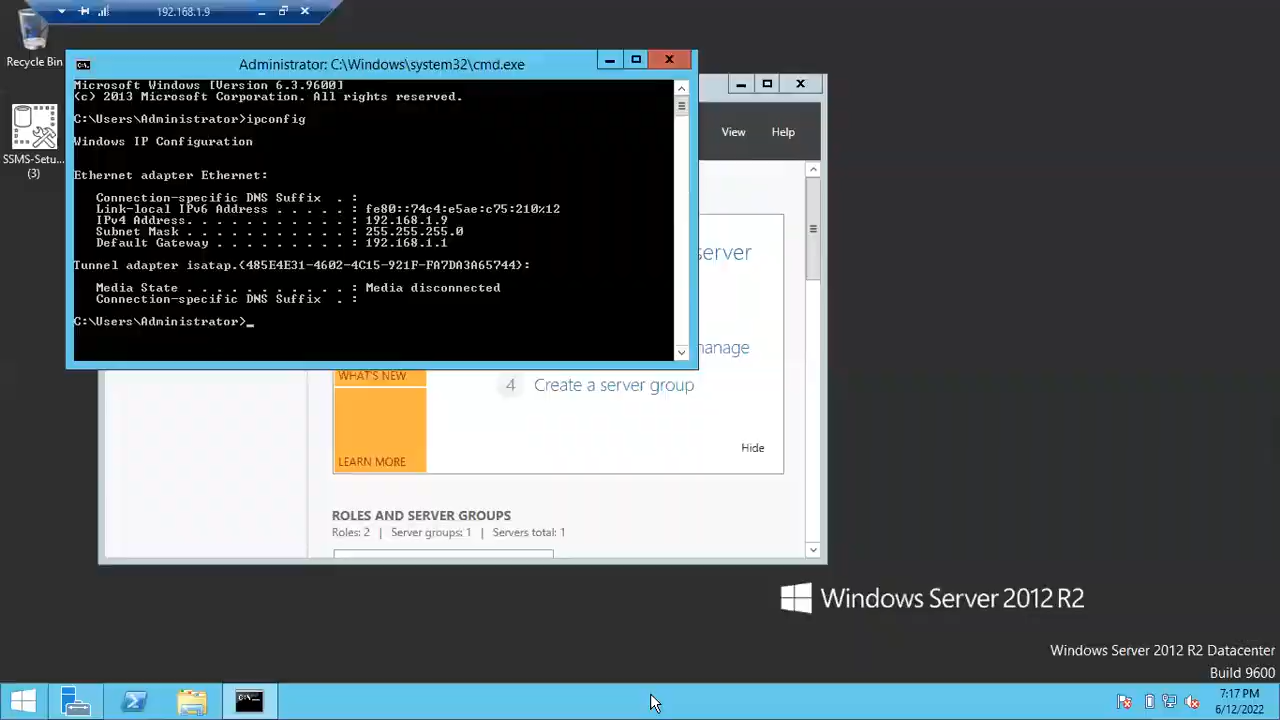 192.168.1.9
Recycle Bin
SSMS-Setu...
(3)
Administrator: C:\Windows\system32\cmd.exe
Microsoft Windows [Version 6.3.9600]
(c) 2013 Microsoft Corporation. All rights reserved.
C:\Users\Administrator>ipconfig
Windows IP Configuration
Ethernet adapter Ethernet:
Connection-specific DNS Suffix  . :
Link-local IPv6 Address . . . . . : fe80::74c4:e5ae:c75:210%12
IPv4 Address. . . . . . . . . . . : 192.168.1.9
Subnet Mask . . . . . . . . . . . : 255.255.255.0
Default Gateway . . . . . . . . . : 192.168.1.1
Tunnel adapter isatap.{485E4E31-4602-4C15-921F-FA7DA3A65744}:
Media State . . . . . . . . . . . : Media disconnected
Connection-specific DNS Suffix  . :
C:\Users\Administrator>_
View Help
server
manage
WHAT'S NEW
4 Create a server group
Hide
LEARN MORE
ROLES AND SERVER GROUPS
Roles: 2 | Server groups: 1 | Servers total: 1
Windows Server 2012 R2
Windows Server 2012 R2 Datacenter
Build 9600
7:17 PM
6/12/2022